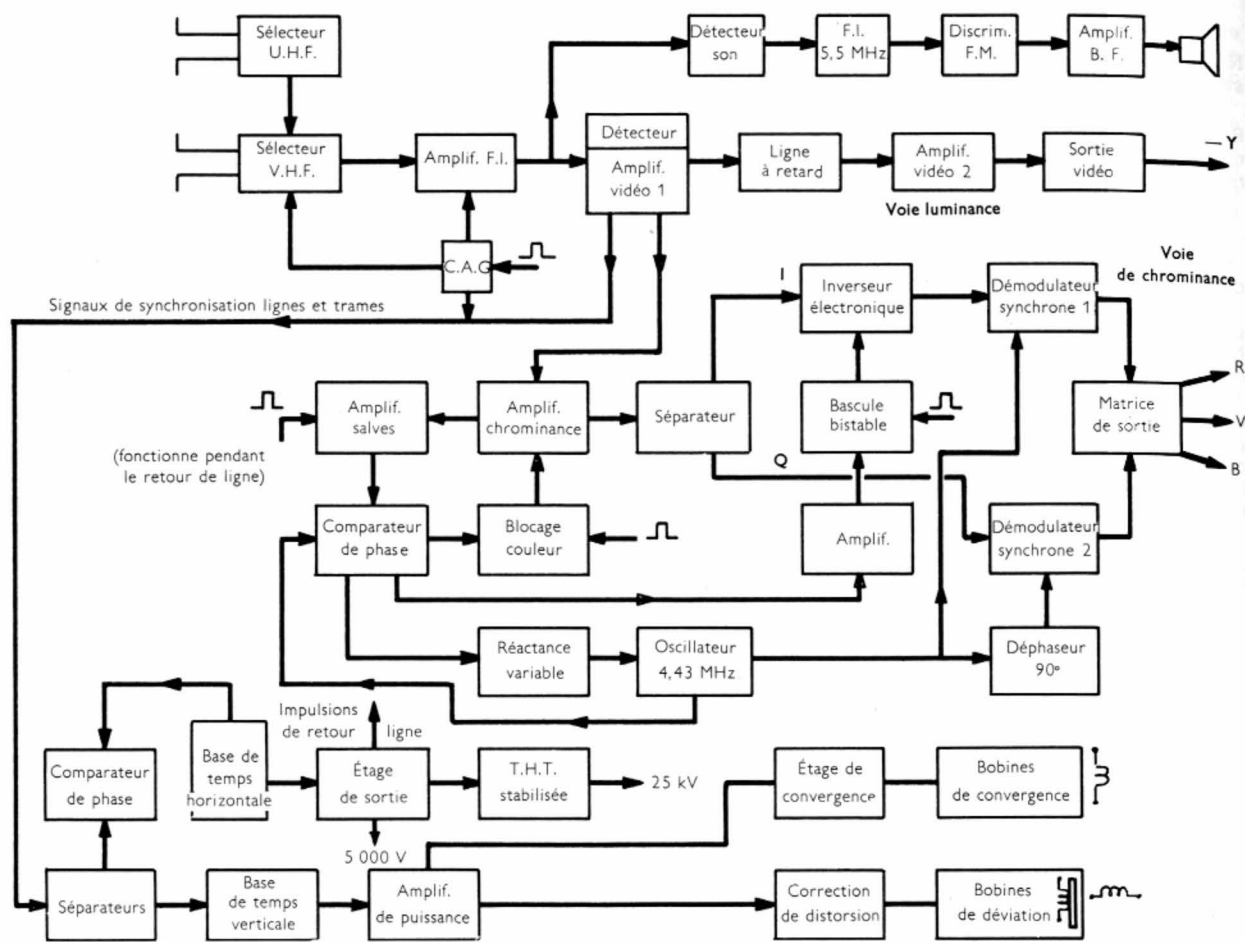 Sélecteur
U.H.F.
Détecteur
son
F.I.
5,5 MHz
Discrim.
F.M.
Amplif.
B. F.
Sélecteur
V.H.F.
Amplif. F.I.
Détecteur
Amplif.
vidéo 1
Ligne
à retard
Amplif.
vidéo 2
Sortie
vidéo
—Y
Voie luminance
C.A.G
Signaux de synchronisation lignes et trames
I
Inverseur
électronique
Démodulateur
synchrone 1
Voie
de chrominance
Amplif.
salves
Amplif.
chrominance
Séparateur
Bascule
bistable
Matrice
de sortie
R
V
B
(fonctionne pendant
le retour de ligne)
Q
Comparateur
de phase
Blocage
couleur
Amplif.
Démodulateur
synchrone 2
Réactance
variable
Oscillateur
4,43 MHz
Déphaseur
90°
Impulsions
de retour ligne
Comparateur
de phase
Base de
temps
horizontale
Étage
de sortie
T.H.T.
stabilisée
25 kV
Étage de
convergence
Bobines
de convergence
5 000 V
Séparateurs
Base
de temps
verticale
Amplif.
de puissance
Correction
de distorsion
Bobines
de déviation